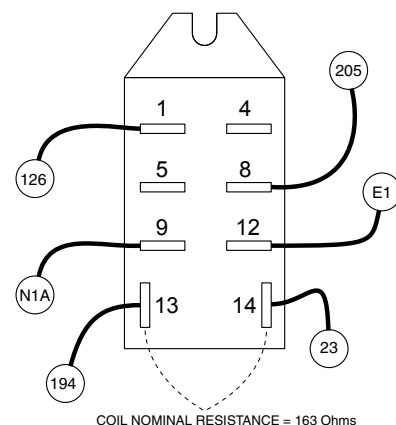 205
1 4
126
5 8
E1
9 12
N1A
13 14
23
194
COIL NOMINAL RESISTANCE = 163 Ohms